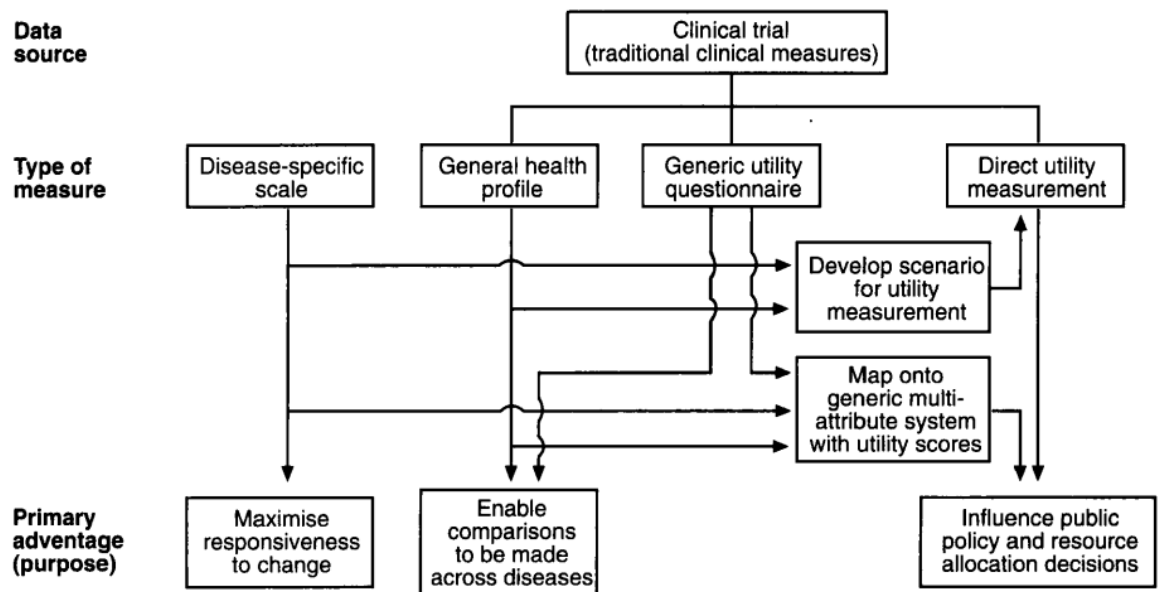 Data
source
Clinical trial
(traditional clinical measures)
Type of
measure
Disease-specific
scale
General health
profile
Generic utility
questionnaire
Direct utility
measurement
Develop scenario
for utility
measurement
Map onto
generic multi-
attribute system
with utility scores
Primary
adventage
(purpose)
Maximise
responsiveness
to change
Enable
comparisons
to be made
across diseases
Influence public
policy and resource
allocation decisions